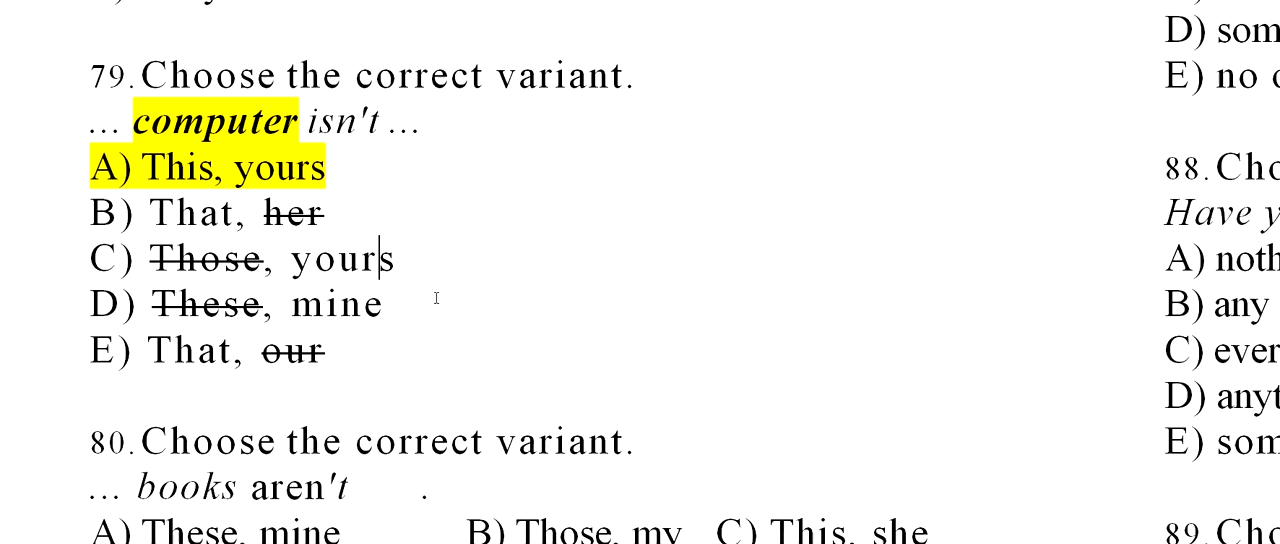 79. Choose the correct variant.
... computer isn't ...
A) This, yours
B) That, her
C) Those, yours
D) These, mine
E) That, our
80. Choose the correct variant.
... books aren't .
A) These, mine B) Those, my C) This, she
D) som
E) no
88. Cho
Have y
A) noth
B) any
C) ever
D) anyt
E) som
89. Cho